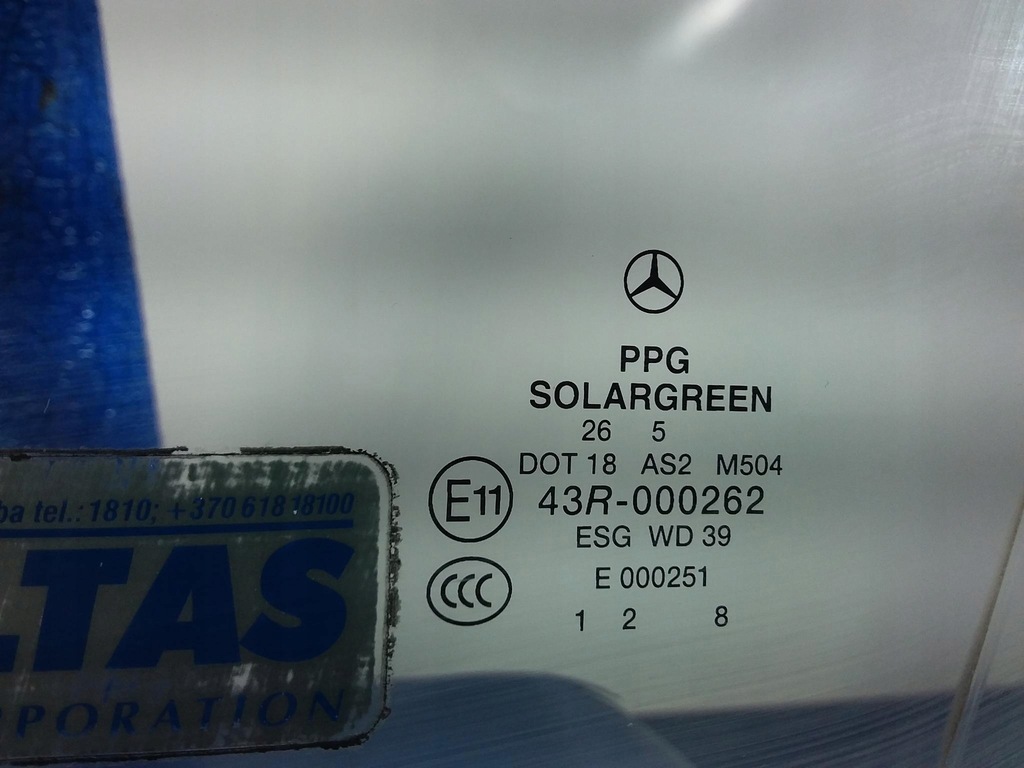 PPG
SOLARGREEN
26 5
DOT 18 AS2 M504
E11 43R-000262
ESG WD 39
CCC E 000251
1 2 8
ba tel.: 1810; +370 618 18100
LTAS
PORATION